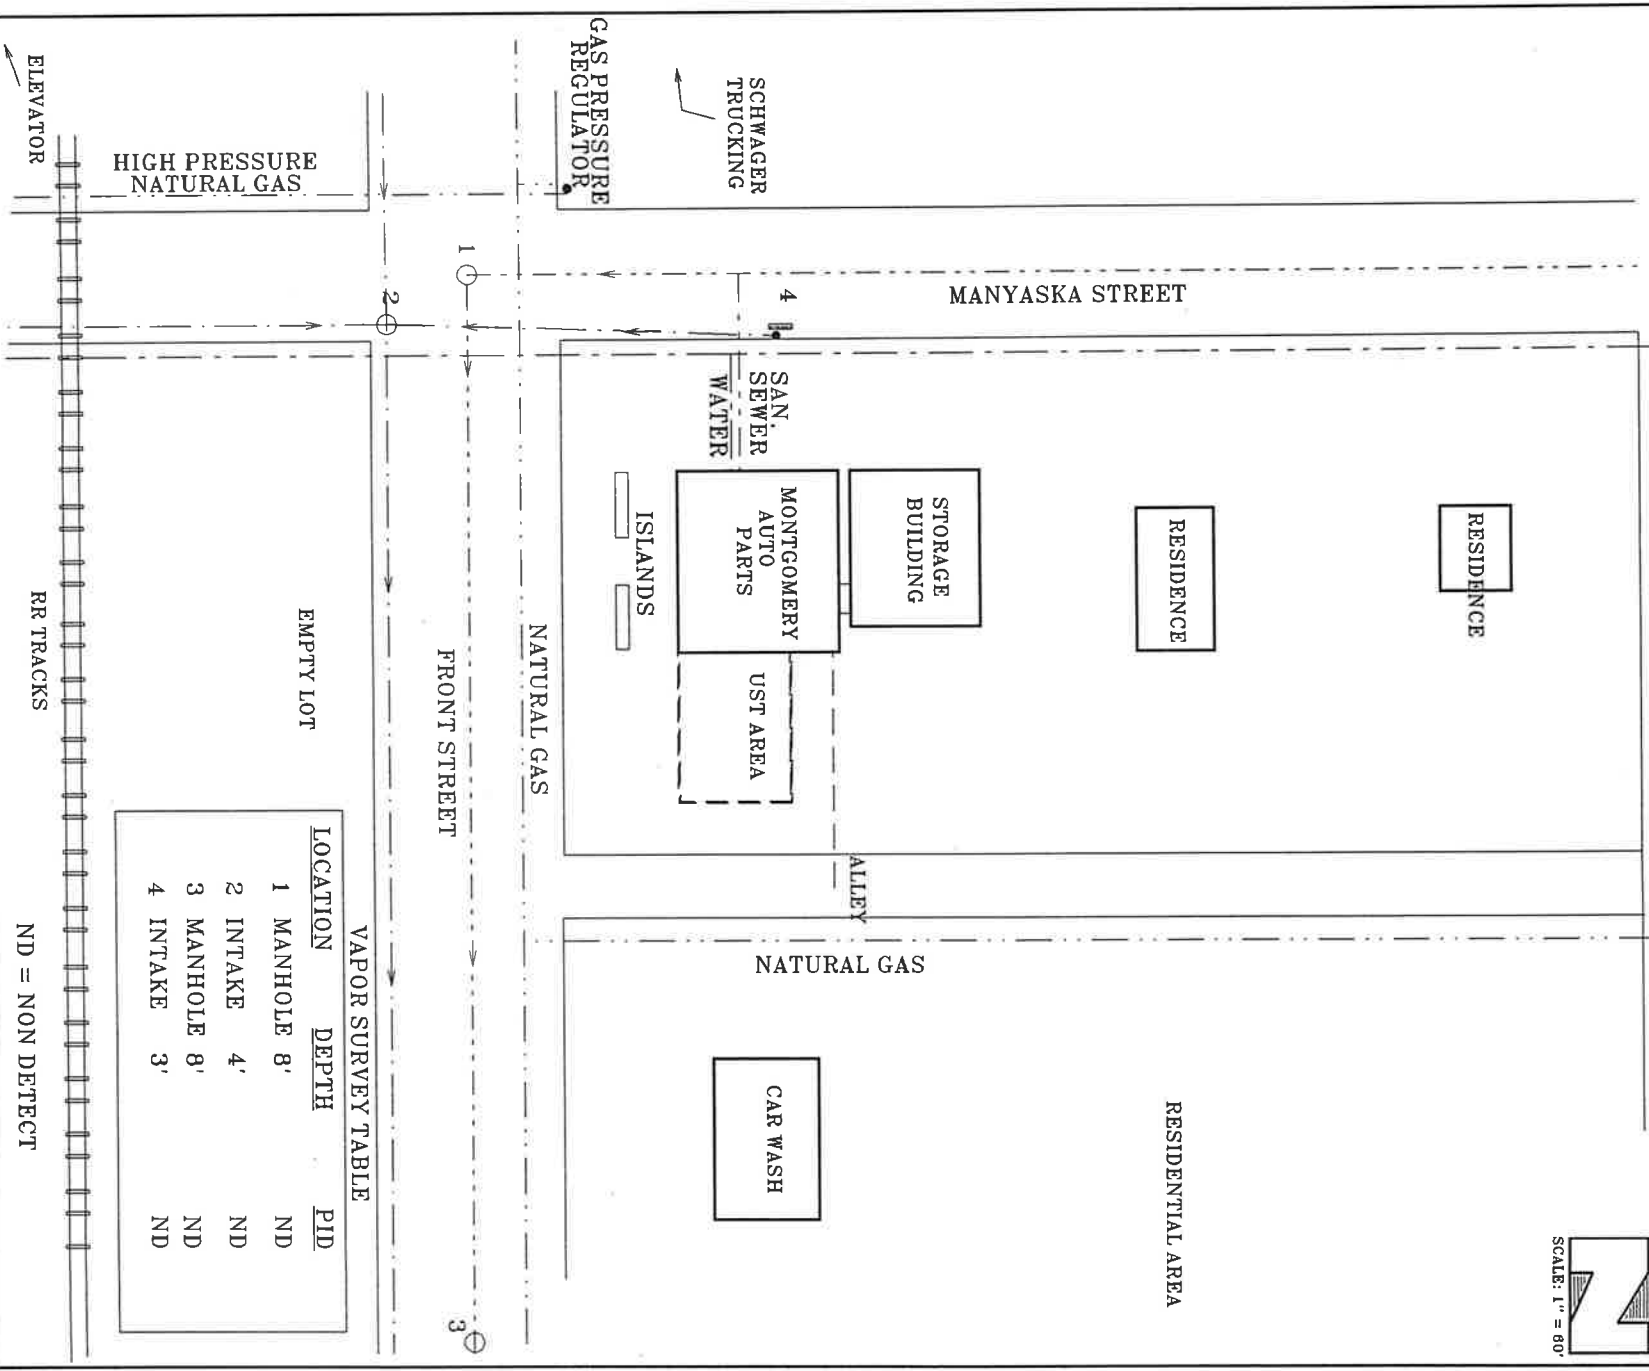 SCALE: 1" = 60'
SCHWAGER
TRUCKING
GAS PRESSURE
REGULATOR
HIGH PRESSURE
NATURAL GAS
ELEVATOR
MANYASKA STREET
1
2
4
3
SAN.
SEWER
WATER
RESIDENCE
RESIDENCE
STORAGE
BUILDING
MONTGOMERY
AUTO
PARTS
ISLANDS
UST AREA
ALLEY
NATURAL GAS
NATURAL GAS
FRONT STREET
EMPTY LOT
RR TRACKS
CAR WASH
RESIDENTIAL AREA
VAPOR SURVEY TABLE
LOCATION DEPTH PID
1 MANHOLE 8' ND
2 INTAKE 4' ND
3 MANHOLE 8' ND
4 INTAKE 3' ND
ND = NON DETECT